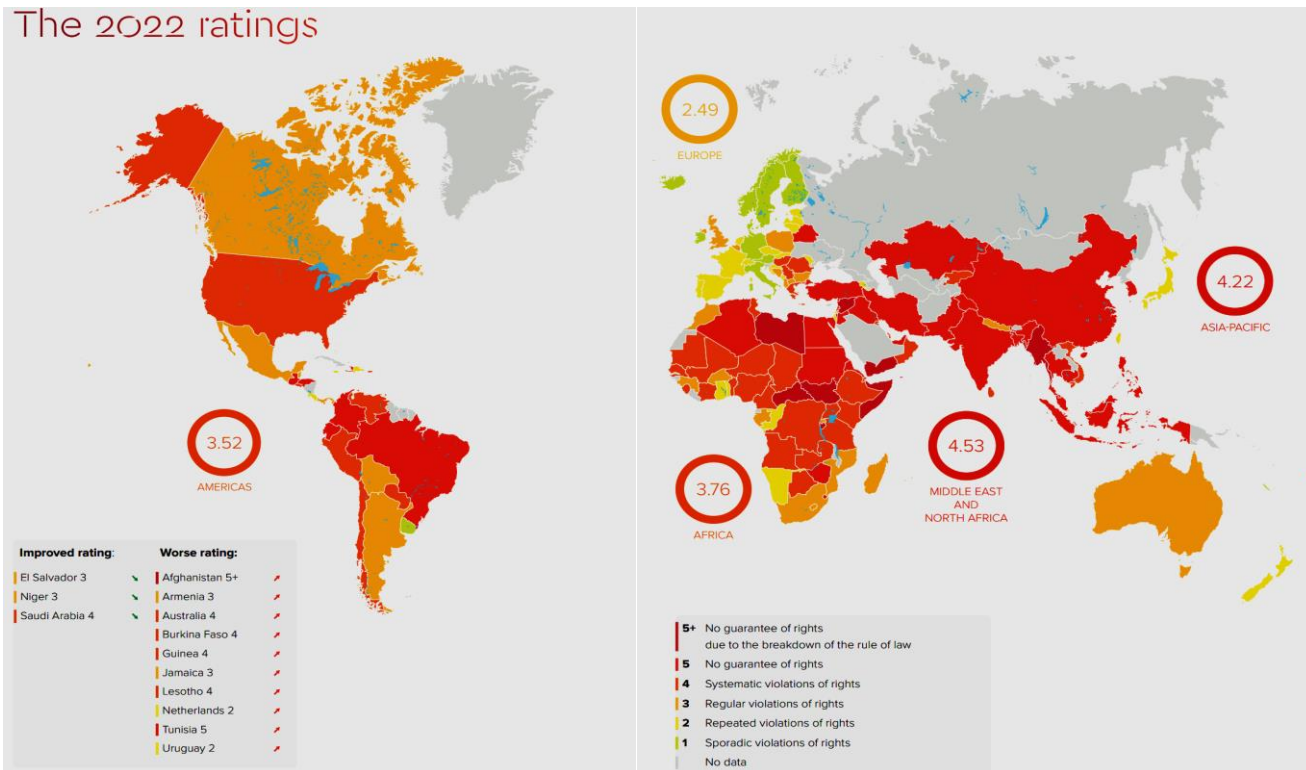 The 2022 ratings
2.49
EUROPE
4.22
ASIA-PACIFIC
3.52
AMERICAS
4.53
MIDDLE EAST
AND
NORTH AFRICA
3.76
AFRICA
Improved rating:
El Salvador 3
Niger 3
Saudi Arabia 4
Worse rating:
Afghanistan 5+
Armenia 3
Australia 4
Burkina Faso 4
Guinea 4
Jamaica 3
Lesotho 4
Netherlands 2
Tunisia 5
Uruguay 2
5+ No guarantee of rights
due to the breakdown of the rule of law
5 No guarantee of rights
4 Systematic violations of rights
3 Regular violations of rights
2 Repeated violations of rights
1 Sporadic violations of rights
No data